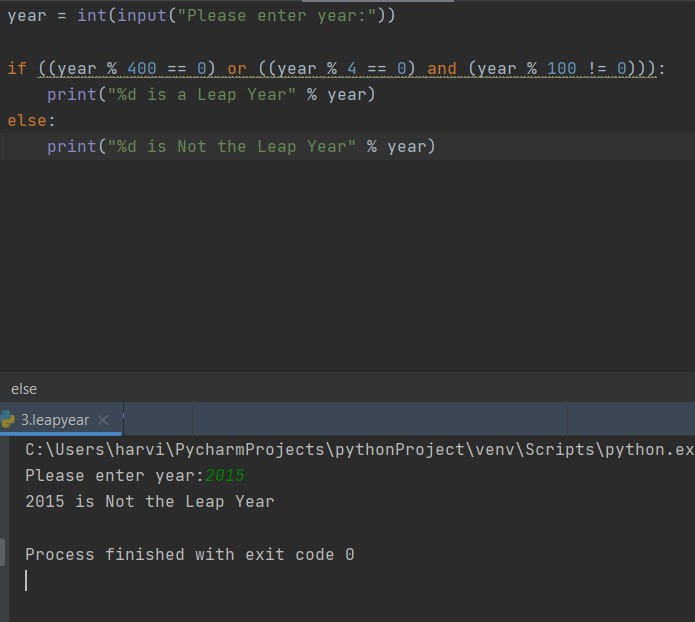 year = int(input("Please enter year:"))
if ((year % 400 == 0) or ((year % 4 == 0) and (year % 100 != 0))):
    print("%d is a Leap Year" % year)
else:
    print("%d is Not the Leap Year" % year)
else
3.leapyear
C:\Users\harvi\PycharmProjects\pythonProject\venv\Scripts\python.ex
Please enter year:2015
2015 is Not the Leap Year
Process finished with exit code 0